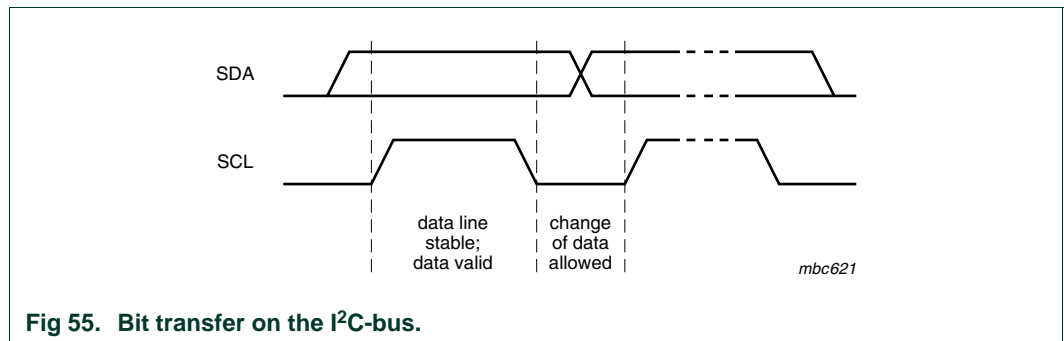 SDA
SCL
data line
stable;
data valid
change
of data
allowed
mbc621
Fig 55. Bit transfer on the I²C-bus.